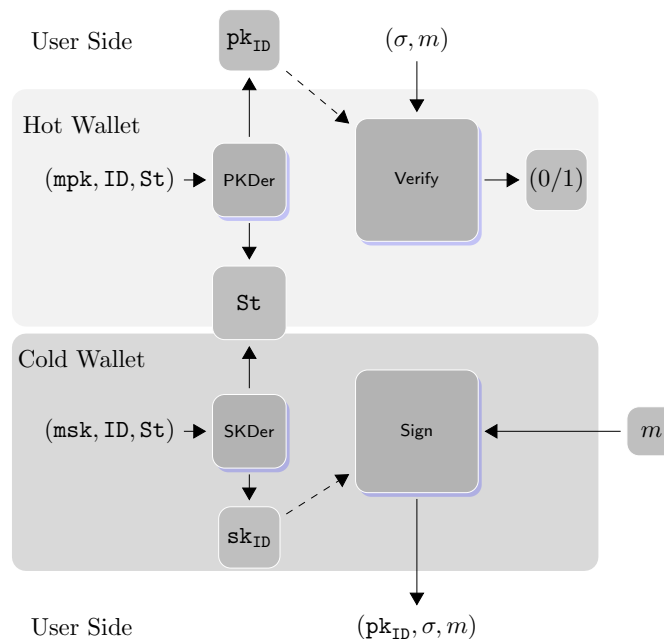 User Side
pk_ID
(σ, m)
Hot Wallet
(mpk, ID, St)
PKDer
Verify
(0/1)
St
Cold Wallet
(msk, ID, St)
SKDer
Sign
m
sk_ID
User Side
(pk_ID, σ, m)